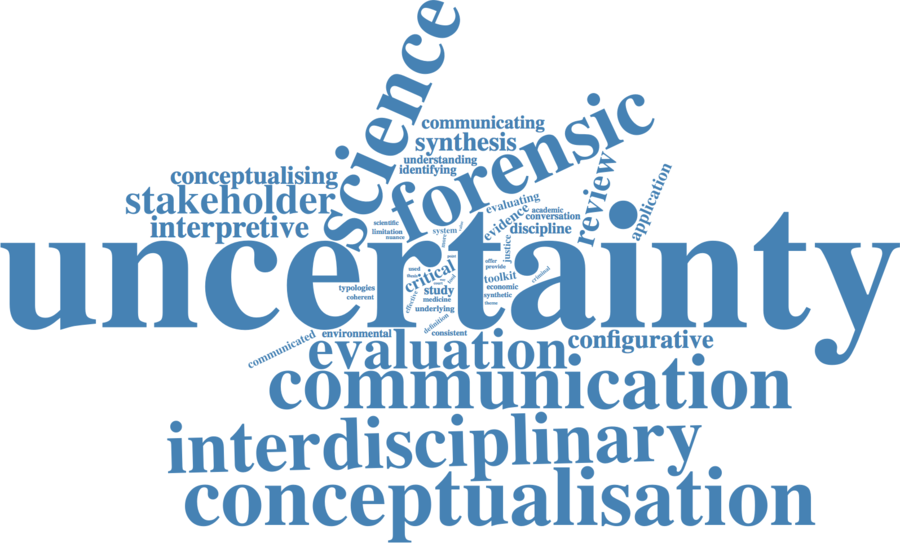 science
communicating
forensic
synthesis
understanding
identifying
conceptualising
stakeholder
interpretive
review
application
evaluating
evidence
academic
conversation
discipline
scientific
limitation
nuance
system
justice
uncertainty
critical
used
offer
provide
toolkit
criminal
economic
synthetic
typologies
coherent
effective
study
medicine
underlying
definition
consistent
communicated
environmental
evaluation
configurative
communication
interdisciplinary
conceptualisation